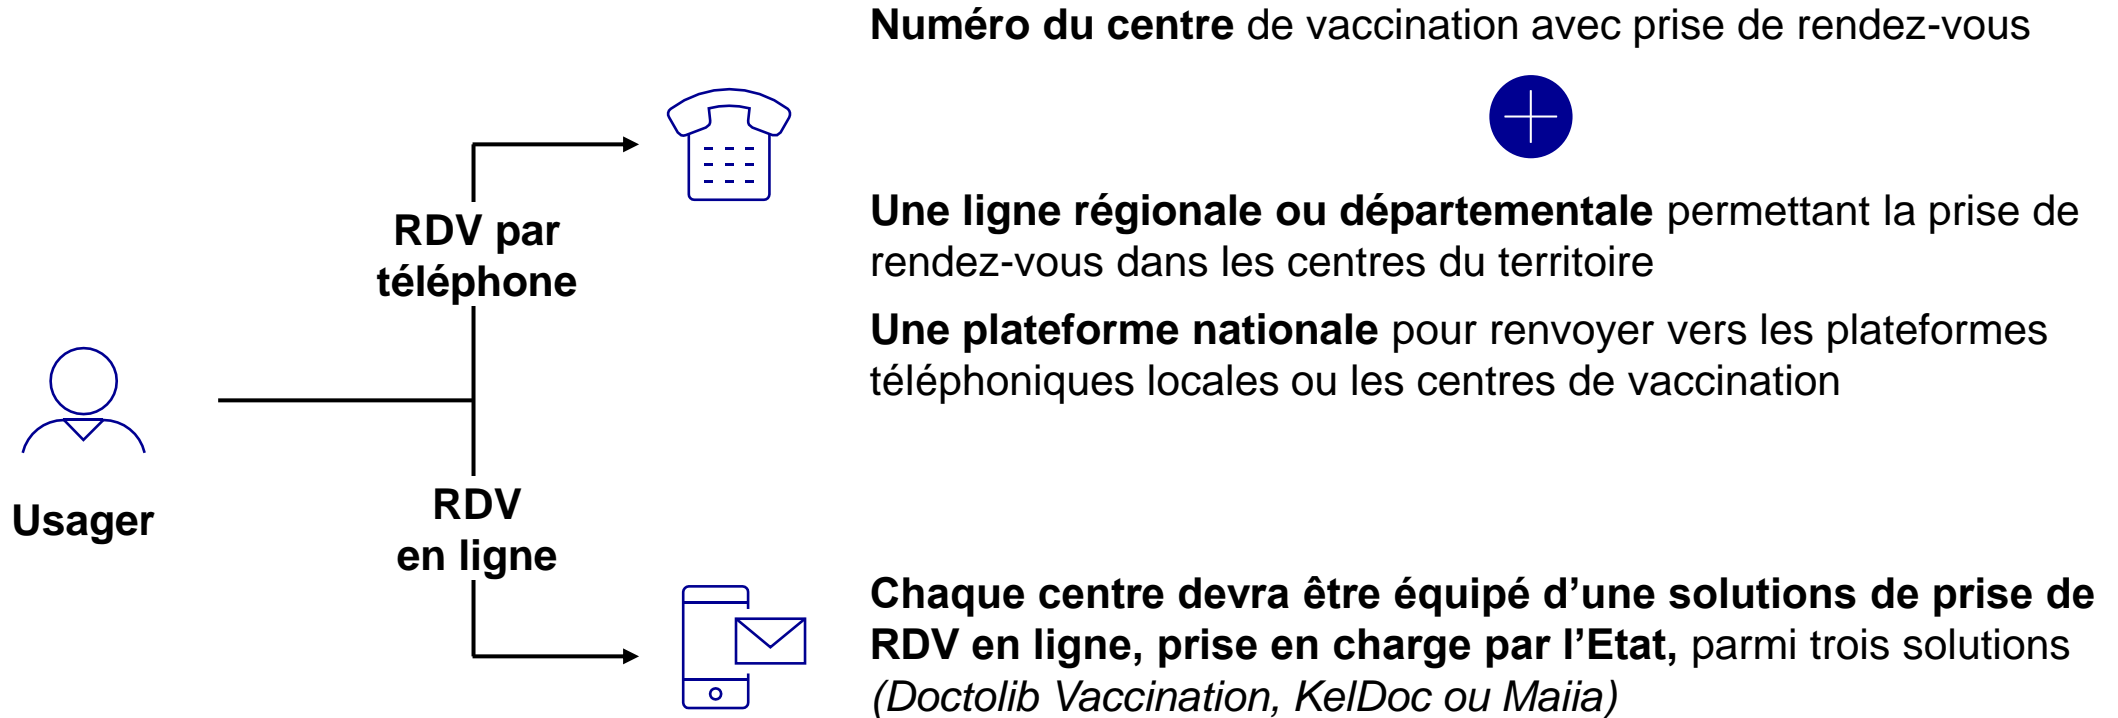 Numéro du centre de vaccination avec prise de rendez-vous
RDV par
téléphone
Une ligne régionale ou départementale permettant la prise de
rendez-vous dans les centres du territoire
Une plateforme nationale pour renvoyer vers les plateformes
téléphoniques locales ou les centres de vaccination
Usager
RDV
en ligne
Chaque centre devra être équipé d’une solutions de prise de
RDV en ligne, prise en charge par l’Etat, parmi trois solutions
(Doctolib Vaccination, KelDoc ou Maiia)